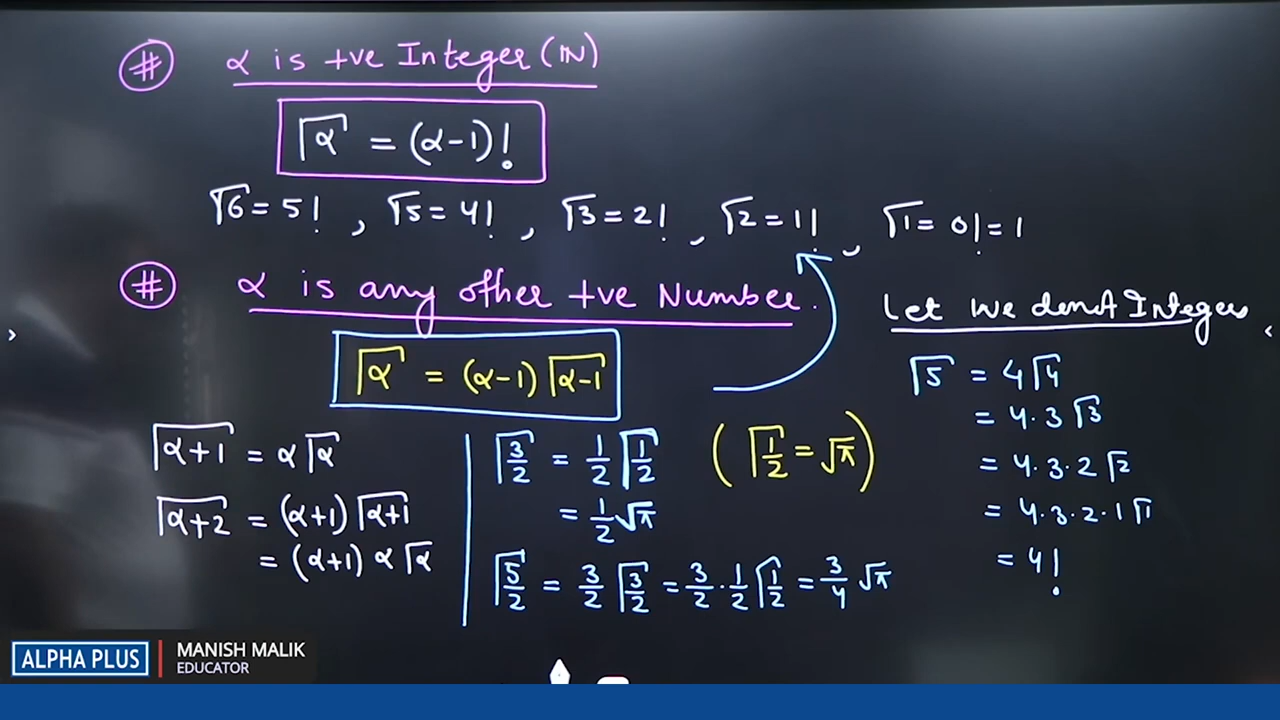 # α is +ve Integer (IN)
Γα = (α-1)!
Γ6 = 5! , Γ5 = 4! , Γ3 = 2! , Γ2 = 1! , Γ1 = 0! = 1
# α is any other +ve Number.
Γα = (α-1) Γα-1
Γα+1 = α Γα
Γα+2 = (α+1) Γα+1
= (α+1) α Γα
Γ3/2 = 1/2 Γ1/2
= 1/2 √π
Γ5/2 = 3/2 Γ3/2 = 3/2 · 1/2 Γ1/2 = 3/4 √π
(Γ1/2 = √π)
Let We Integers
Γ5 = 4Γ4
= 4·3 Γ3
= 4·3·2 Γ2
= 4·3·2·1 Γ1
= 4!
ALPHA PLUS
MANISH MALIK
EDUCATOR